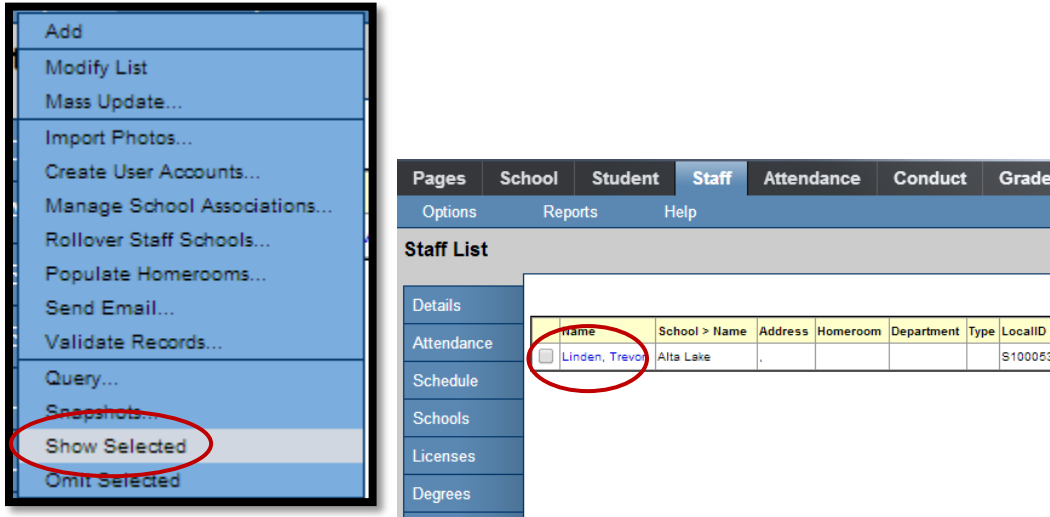 Add
Modify List
Mass Update...
Import Photos...
Create User Accounts...
Manage School Associations...
Rollover Staff Schools...
Populate Homerooms...
Send Email...
Validate Records...
Query...
Snapshots...
Show Selected
Omit Selected
Pages School Student Staff Attendance Conduct Grade
Options Reports Help
Staff List
Details
Attendance
Schedule
Schools
Licenses
Degrees
Name School > Name Address Homeroom Department Type LocalID
Linden, Trevor Alta Lake , S100053